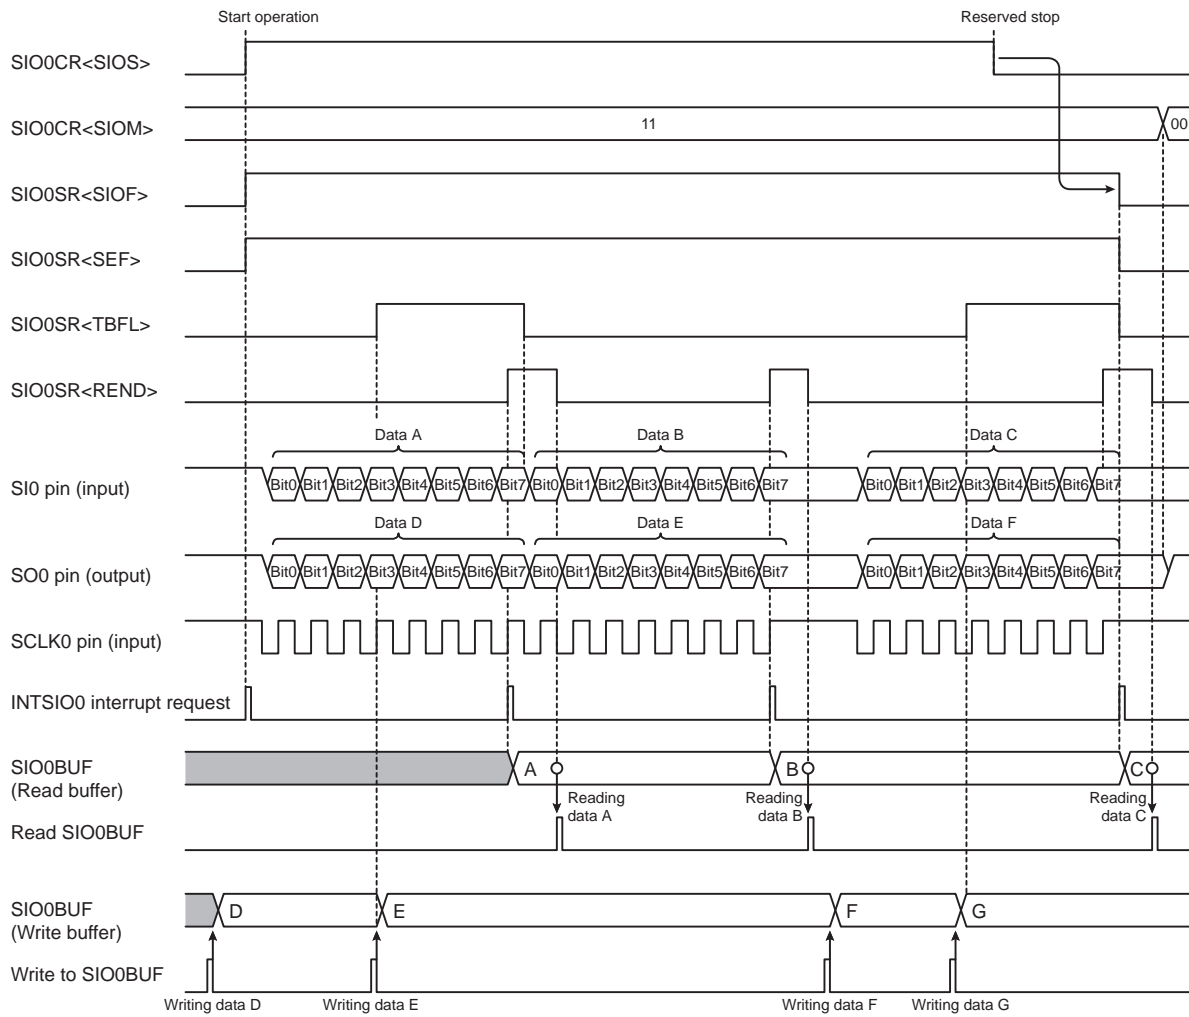 Start operation
Reserved stop
SIO0CR<SIOS>
SIO0CR<SIOM>
11
00
SIO0SR<SIOF>
SIO0SR<SEF>
SIO0SR<TBFL>
SIO0SR<REND>
Data A
Data B
Data C
SI0 pin (input)
Bit0 Bit1 Bit2 Bit3 Bit4 Bit5 Bit6 Bit7 Bit0 Bit1 Bit2 Bit3 Bit4 Bit5 Bit6 Bit7 Bit0 Bit1 Bit2 Bit3 Bit4 Bit5 Bit6 Bit7
Data D
Data E
Data F
SO0 pin (output)
Bit0 Bit1 Bit2 Bit3 Bit4 Bit5 Bit6 Bit7 Bit0 Bit1 Bit2 Bit3 Bit4 Bit5 Bit6 Bit7 Bit0 Bit1 Bit2 Bit3 Bit4 Bit5 Bit6 Bit7
SCLK0 pin (input)
INTSIO0 interrupt request
SIO0BUF
(Read buffer)
A
B
C
Reading
data A
Reading
data B
Reading
data C
Read SIO0BUF
SIO0BUF
(Write buffer)
D
E
F
G
Write to SIO0BUF
Writing data D
Writing data E
Writing data F
Writing data G